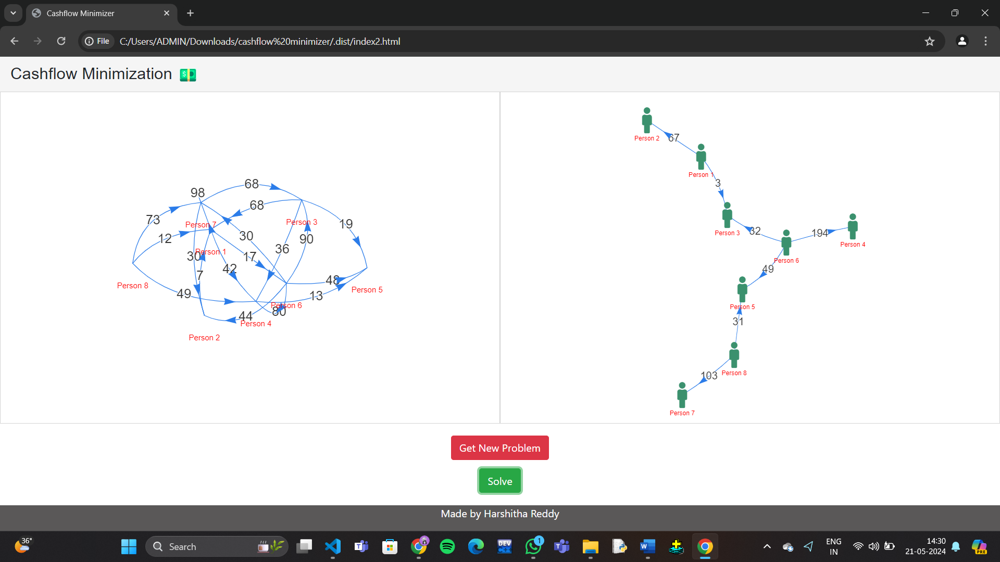 Cashflow Minimizer
File C:/Users/ADMIN/Downloads/cashflow%20minimizer/.dist/index2.html
Cashflow Minimization
68
98
68
73
Person 7
Person 3
19
12
30
90
36
30
Person 1
17
42
7
48
Person 8
Person 5
49
13
Person 6
80
44
Person 4
Person 2
Person 2
67
Person 1
3
Person 3
32
194
Person 4
Person 6
49
Person 5
31
Person 8
103
Person 7
Get New Problem
Solve
Made by Harshitha Reddy
36°
Search
DEV
C++
1
W
ENG
IN
14:30
21-05-2024
PRE